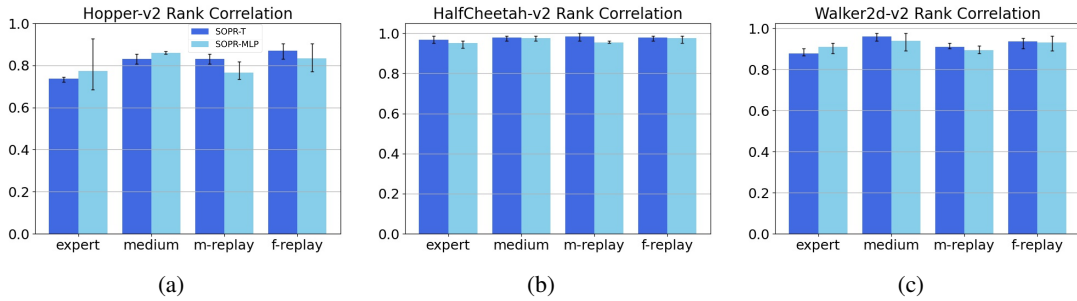 Hopper-v2 Rank Correlation
1.0
0.8
0.6
0.4
0.2
0.0
SOPR-T
SOPR-MLP
expert medium m-replay f-replay
(a)
HalfCheetah-v2 Rank Correlation
1.0
0.8
0.6
0.4
0.2
0.0
expert medium m-replay f-replay
(b)
Walker2d-v2 Rank Correlation
1.0
0.8
0.6
0.4
0.2
0.0
expert medium m-replay f-replay
(c)